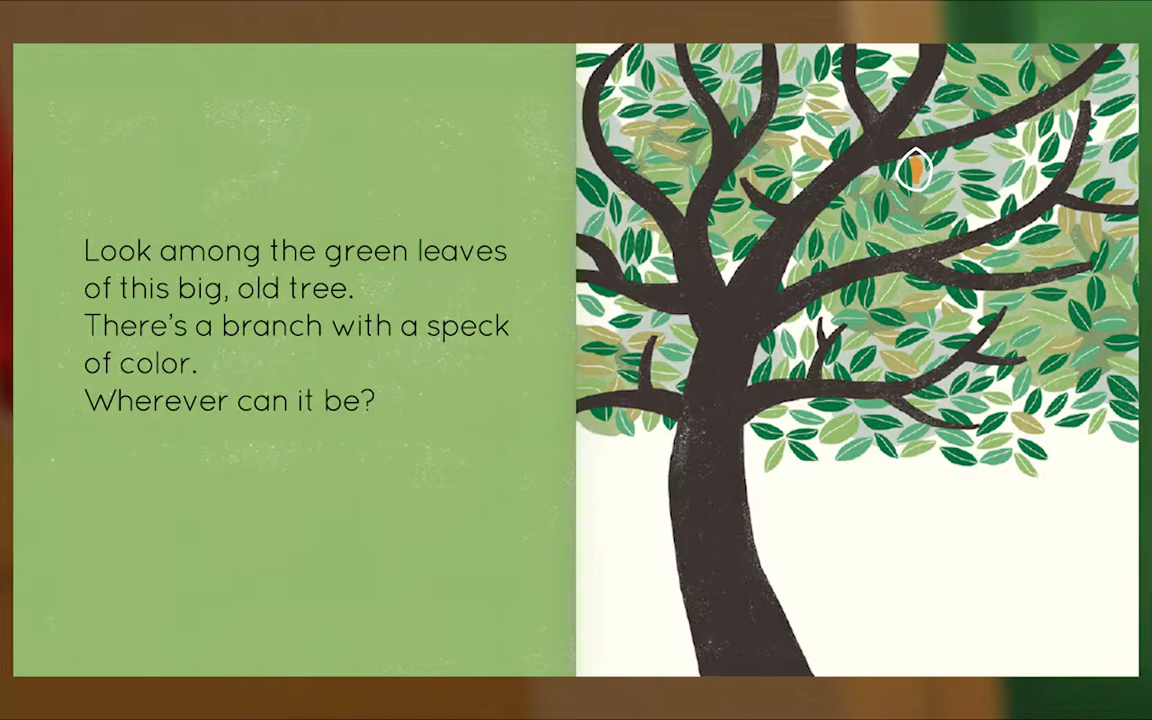 Look among the green leaves
of this big, old tree.
There's a branch with a speck
of color.
Wherever can it be?